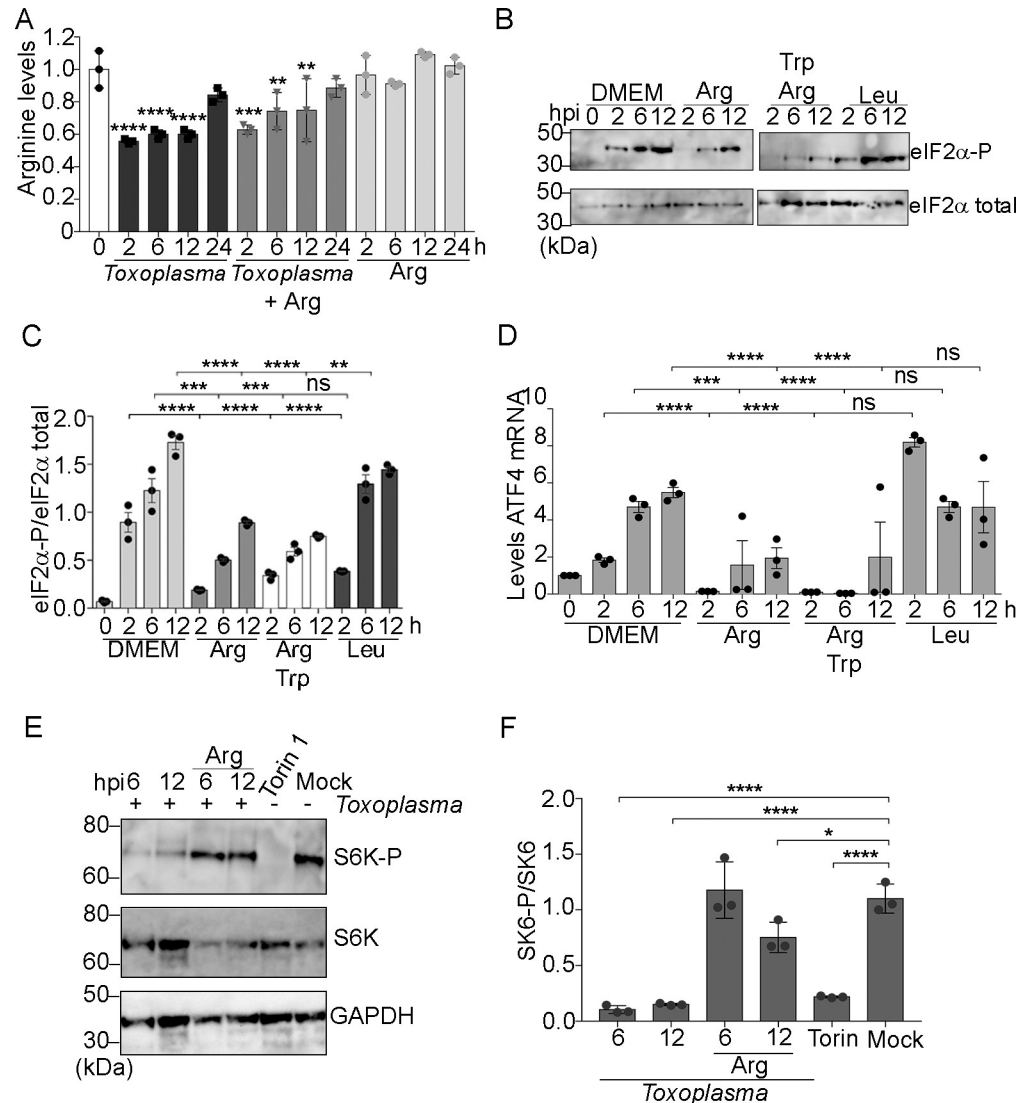 A
Arginine levels
1.2
1.0
0.8
0.6
0.4
0.2
0
**** **** **** *** ** **
0 2 6 12 24 2 6 12 24 2 6 12 24 h
Toxoplasma Toxoplasma Arg
+ Arg
B
Trp
DMEM Arg Arg Leu
hpi 0 2 6 12 2 6 12 2 6 12 2 6 12
50
30
eIF2α-P
50
30
eIF2α total
(kDa)
C
**** **** **
*** *** ns
**** **** ****
eIF2α-P/eIF2α total
2.0
1.5
1.0
0.5
0.0
0 2 6 12 2 6 12 2 6 12 2 6 12 h
DMEM Arg Arg Leu
Trp
D
**** **** ns
*** **** ns
**** **** ns
Levels ATF4 mRNA
10
8
6
4
2
0
0 2 6 12 2 6 12 2 6 12 2 6 12 h
DMEM Arg Arg Leu
Trp
E
Arg
hpi 6 12 6 12 Torin 1 Mock
+ + + + - - Toxoplasma
80
60
S6K-P
80
60
S6K
50
30
GAPDH
(kDa)
F
****
****
*
****
SK6-P/SK6
2.0
1.5
1.0
0.5
0.0
6 12 6 12 Torin Mock
Arg
Toxoplasma